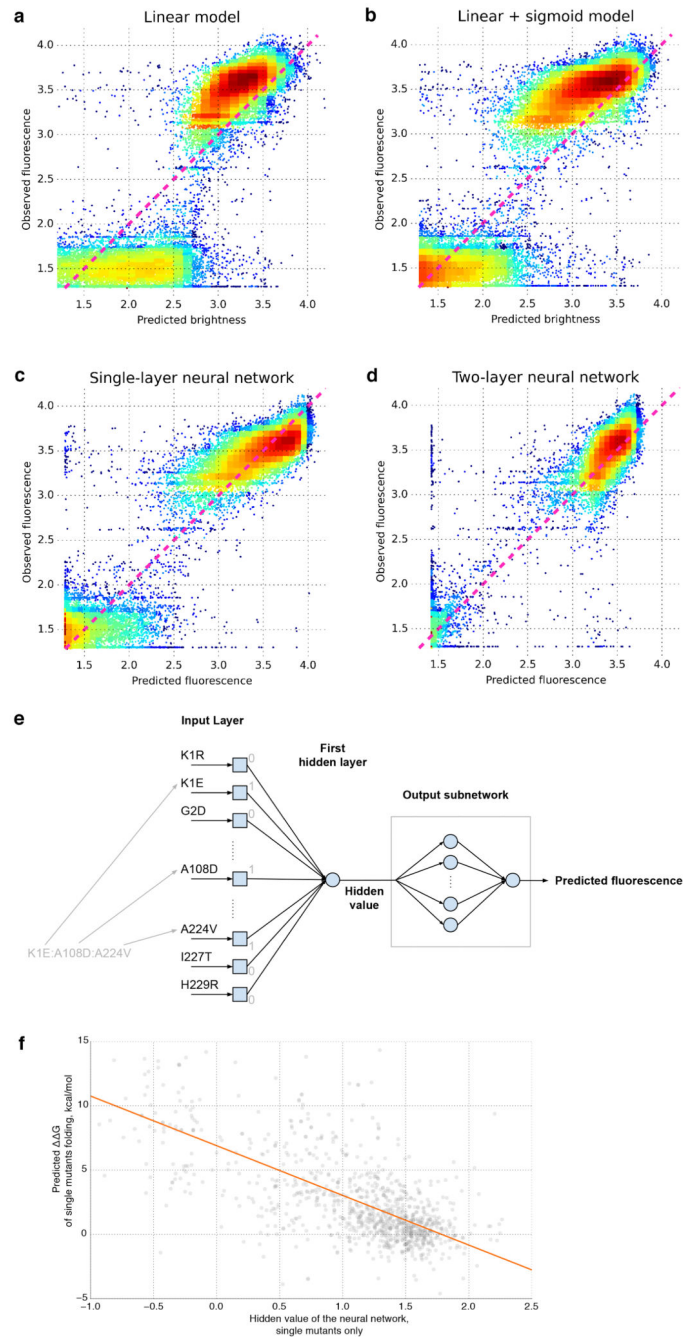 a
Linear model
4.0
3.5
3.0
2.5
2.0
1.5
Observed fluorescence
1.5 2.0 2.5 3.0 3.5 4.0
Predicted brightness
b
Linear + sigmoid model
4.0
3.5
3.0
2.5
2.0
1.5
Observed fluorescence
1.5 2.0 2.5 3.0 3.5 4.0
Predicted brightness
c
Single-layer neural network
4.0
3.5
3.0
2.5
2.0
1.5
Observed fluorescence
1.5 2.0 2.5 3.0 3.5 4.0
Predicted fluorescence
d
Two-layer neural network
4.0
3.5
3.0
2.5
2.0
1.5
Observed fluorescence
1.5 2.0 2.5 3.0 3.5 4.0
Predicted fluorescence
e
Input Layer
K1R 0
K1E 1
G2D 0
A108D 1
A224V 1
I227T 0
H229R 0
K1E:A108D:A224V
First
hidden layer
Hidden
value
Output subnetwork
Predicted fluorescence
f
15
10
5
0
−5
Predicted ΔΔG
of single mutants folding, kcal/mol
−1.0 −0.5 0.0 0.5 1.0 1.5 2.0 2.5
Hidden value of the neural network,
single mutants only